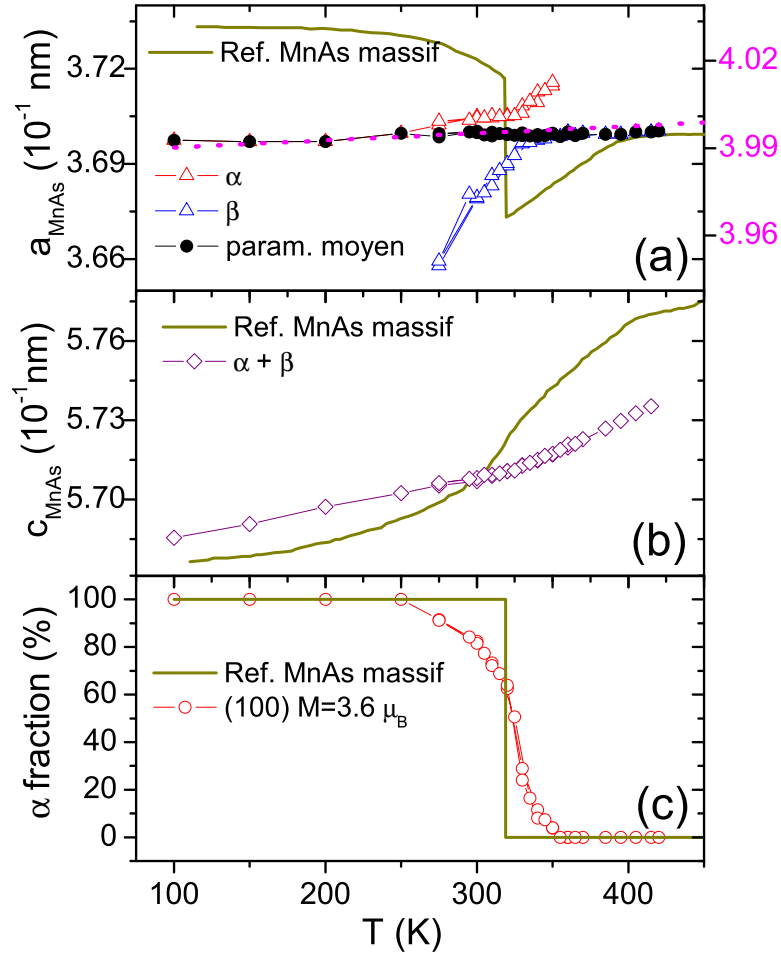 Ref. MnAs massif
α
β
param. moyen
(a)
a_MnAs (10⁻¹ nm)
3.72
3.69
3.66
4.02
3.99
3.96
Ref. MnAs massif
α + β
(b)
c_MnAs (10⁻¹nm)
5.76
5.73
5.70
Ref. MnAs massif
(100) M=3.6 μ_B
(c)
α fraction (%)
100
80
60
40
20
0
100
200
300
400
T (K)